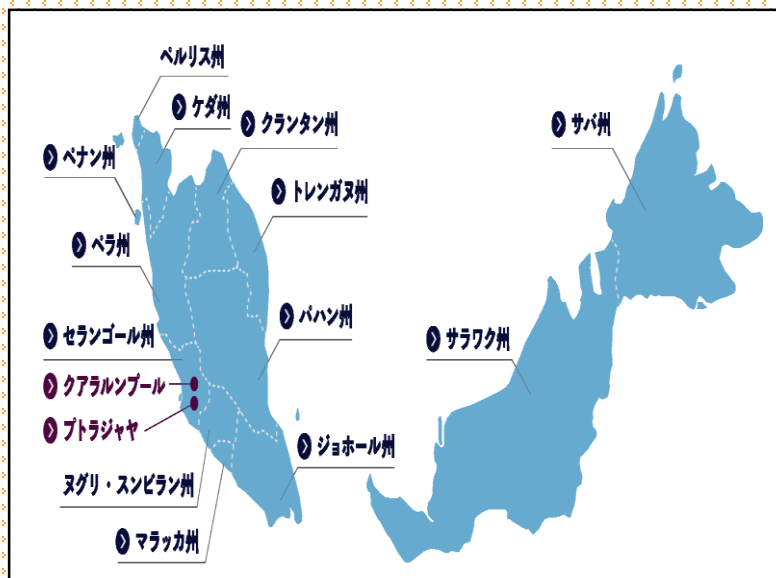 ペルリス州
ケダ州
クランタン州
サバ州
ペナン州
トレンガヌ州
ペラ州
パハン州
セランゴール州
サラワク州
クアラルンプール
プトラジャヤ
ジョホール州
ヌグリ・スンビラン州
マラッカ州